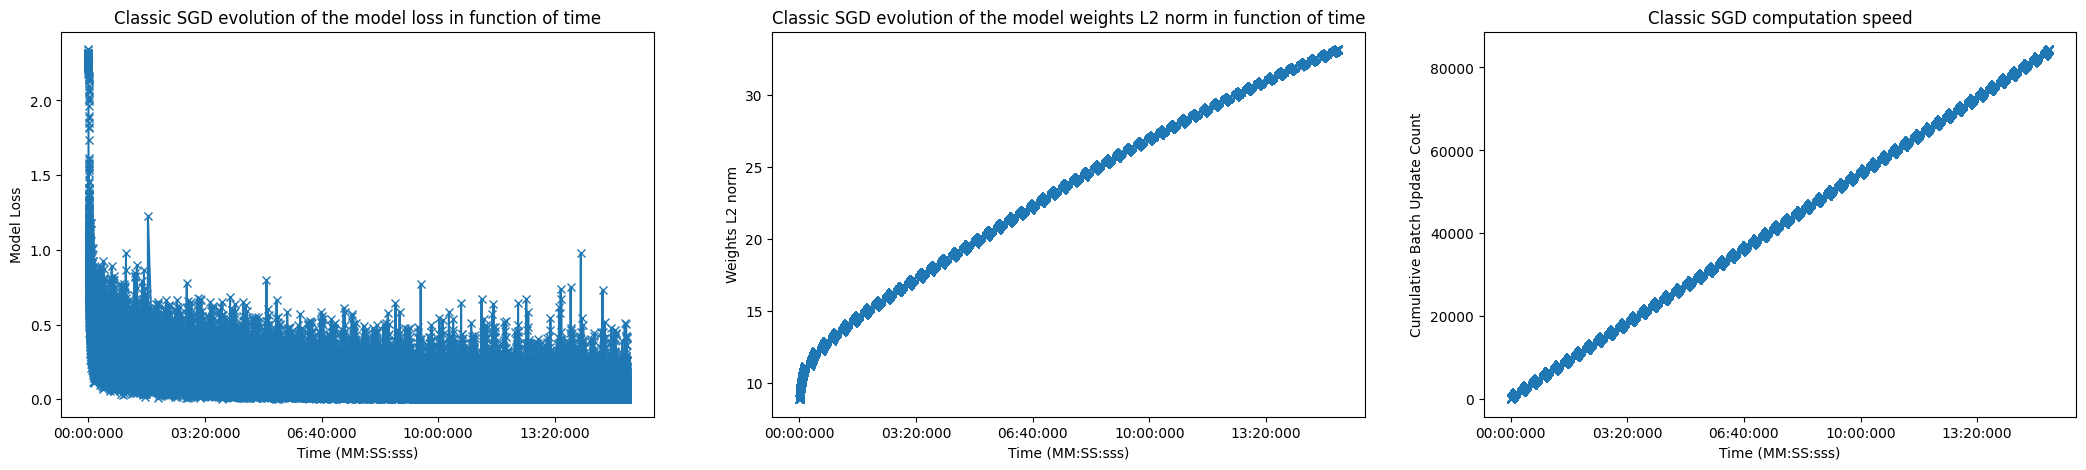 Classic SGD evolution of the model loss in function of time
Model Loss
2.0
1.5
1.0
0.5
0.0
00:00:000 03:20:000 06:40:000 10:00:000 13:20:000
Time (MM:SS:sss)
Classic SGD evolution of the model weights L2 norm in function of time
Weights L2 norm
30
25
20
15
10
00:00:000 03:20:000 06:40:000 10:00:000 13:20:000
Time (MM:SS:sss)
Classic SGD computation speed
Cumulative Batch Update Count
80000
60000
40000
20000
0
00:00:000 03:20:000 06:40:000 10:00:000 13:20:000
Time (MM:SS:sss)